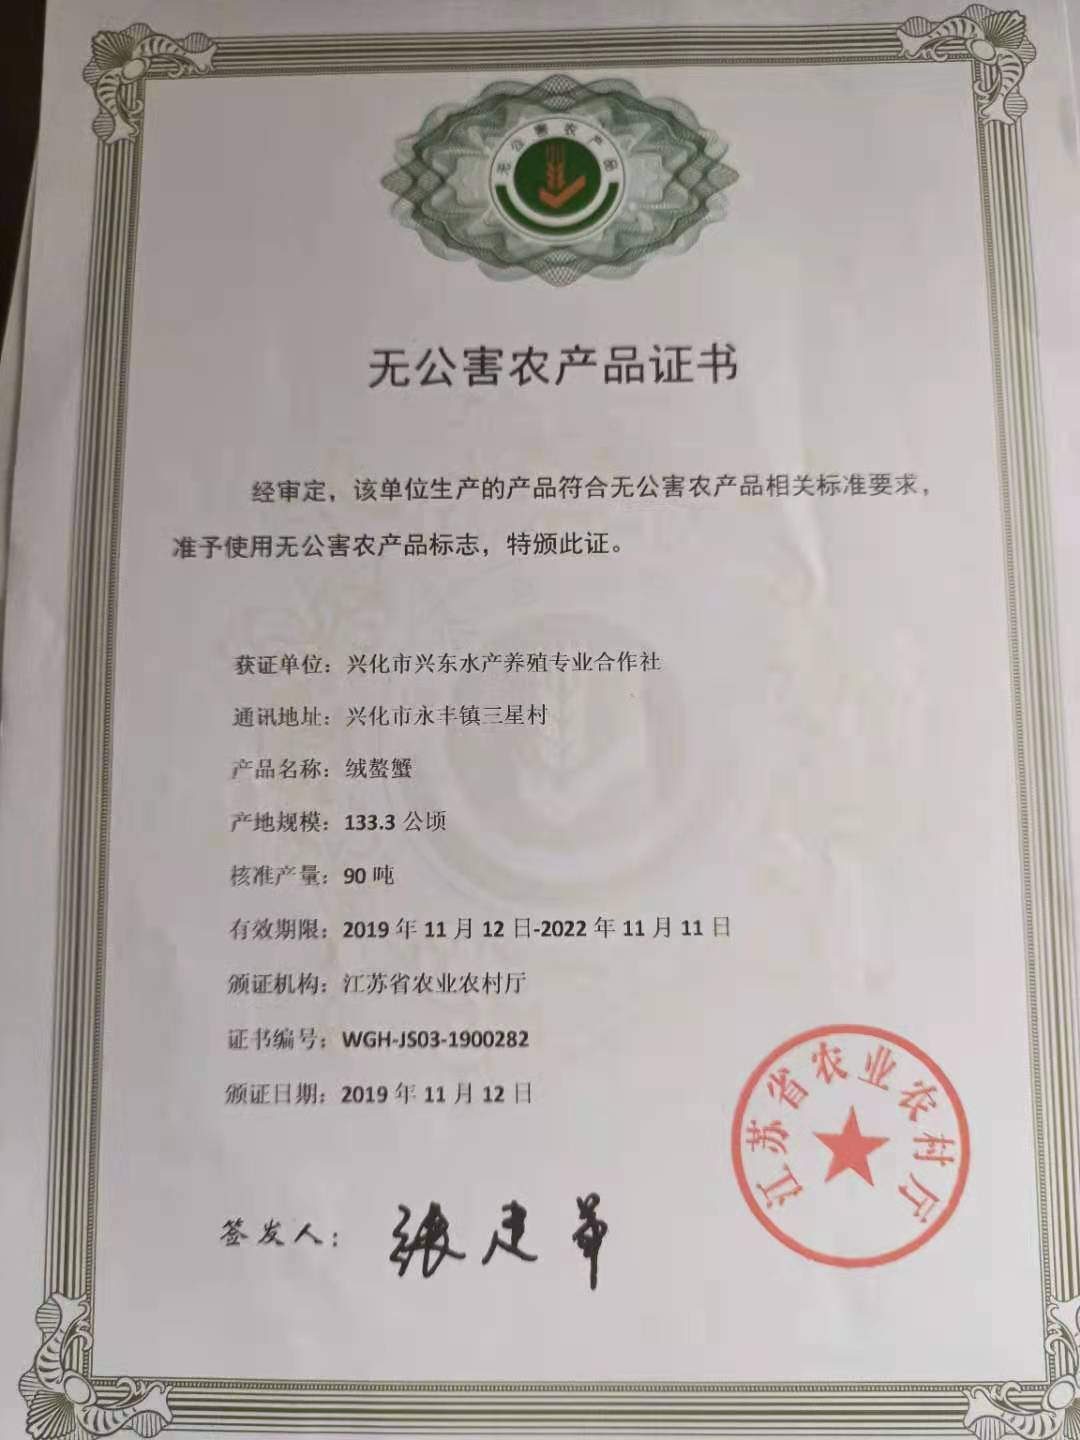 无公害农产品
无公害农产品证书
经审定，该单位生产的产品符合无公害农产品相关标准要求，
准予使用无公害农产品标志，特颁此证。
获证单位：兴化市兴东水产养殖专业合作社
通讯地址：兴化市永丰镇三星村
产品名称：绒螯蟹
产地规模：133.3 公顷
核准产量：90 吨
有效期限：2019 年 11 月 12 日-2022 年 11 月 11 日
颁证机构：江苏省农业农村厅
证书编号：WGH-JS03-1900282
颁证日期：2019 年 11 月 12 日
江苏省农业农村厅
签发人：